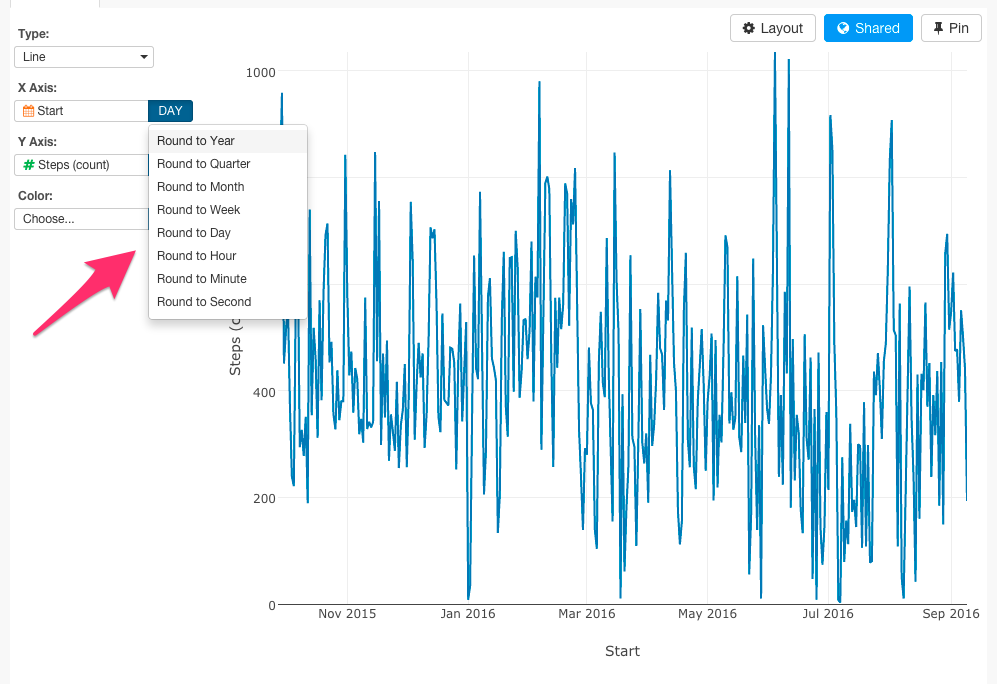 Type:
Line
X Axis:
Start DAY
Y Axis:
Steps (count)
Color:
Choose...
Round to Year
Round to Quarter
Round to Month
Round to Week
Round to Day
Round to Hour
Round to Minute
Round to Second
Layout Shared Pin
1000
400
200
0
Steps (c
Nov 2015 Jan 2016 Mar 2016 May 2016 Jul 2016 Sep 2016
Start